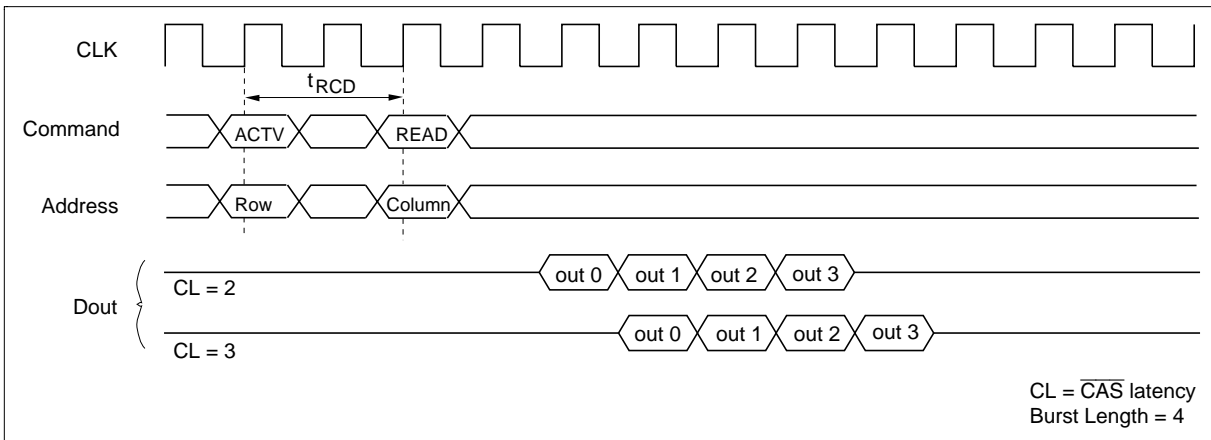 CLK
tRCD
Command
ACTV
READ
Address
Row
Column
Dout
CL = 2
out 0 out 1 out 2 out 3
CL = 3
out 0 out 1 out 2 out 3
CL = C̅A̅S̅ latency
Burst Length = 4